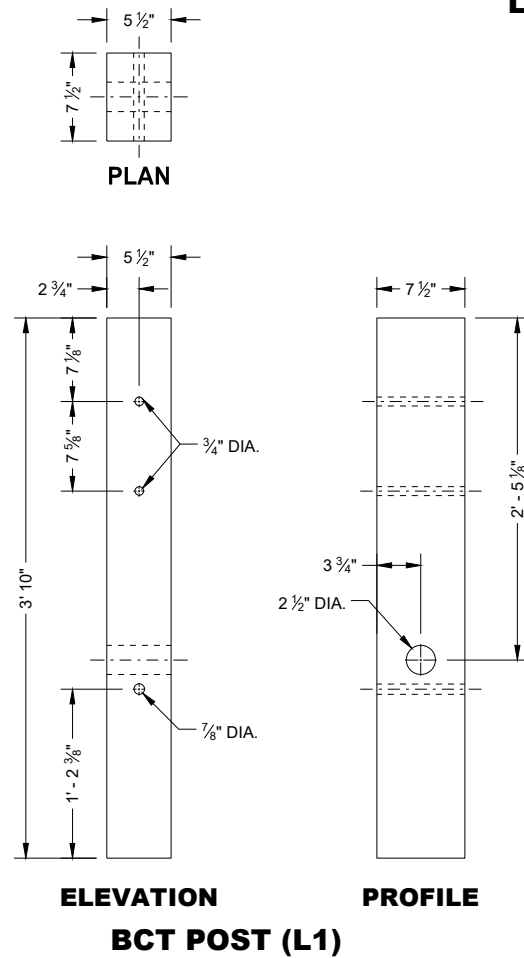 L
5 ½"
7 ½"
PLAN
5 ½"
2 ¾"
7 ½"
7 ⅛"
7 ⅝"
¾" DIA.
2' - 5 ⅛"
3' 10"
3 ¾"
2 ½" DIA.
⅞" DIA.
1' - 2 ⅜"
ELEVATION
PROFILE
BCT POST (L1)